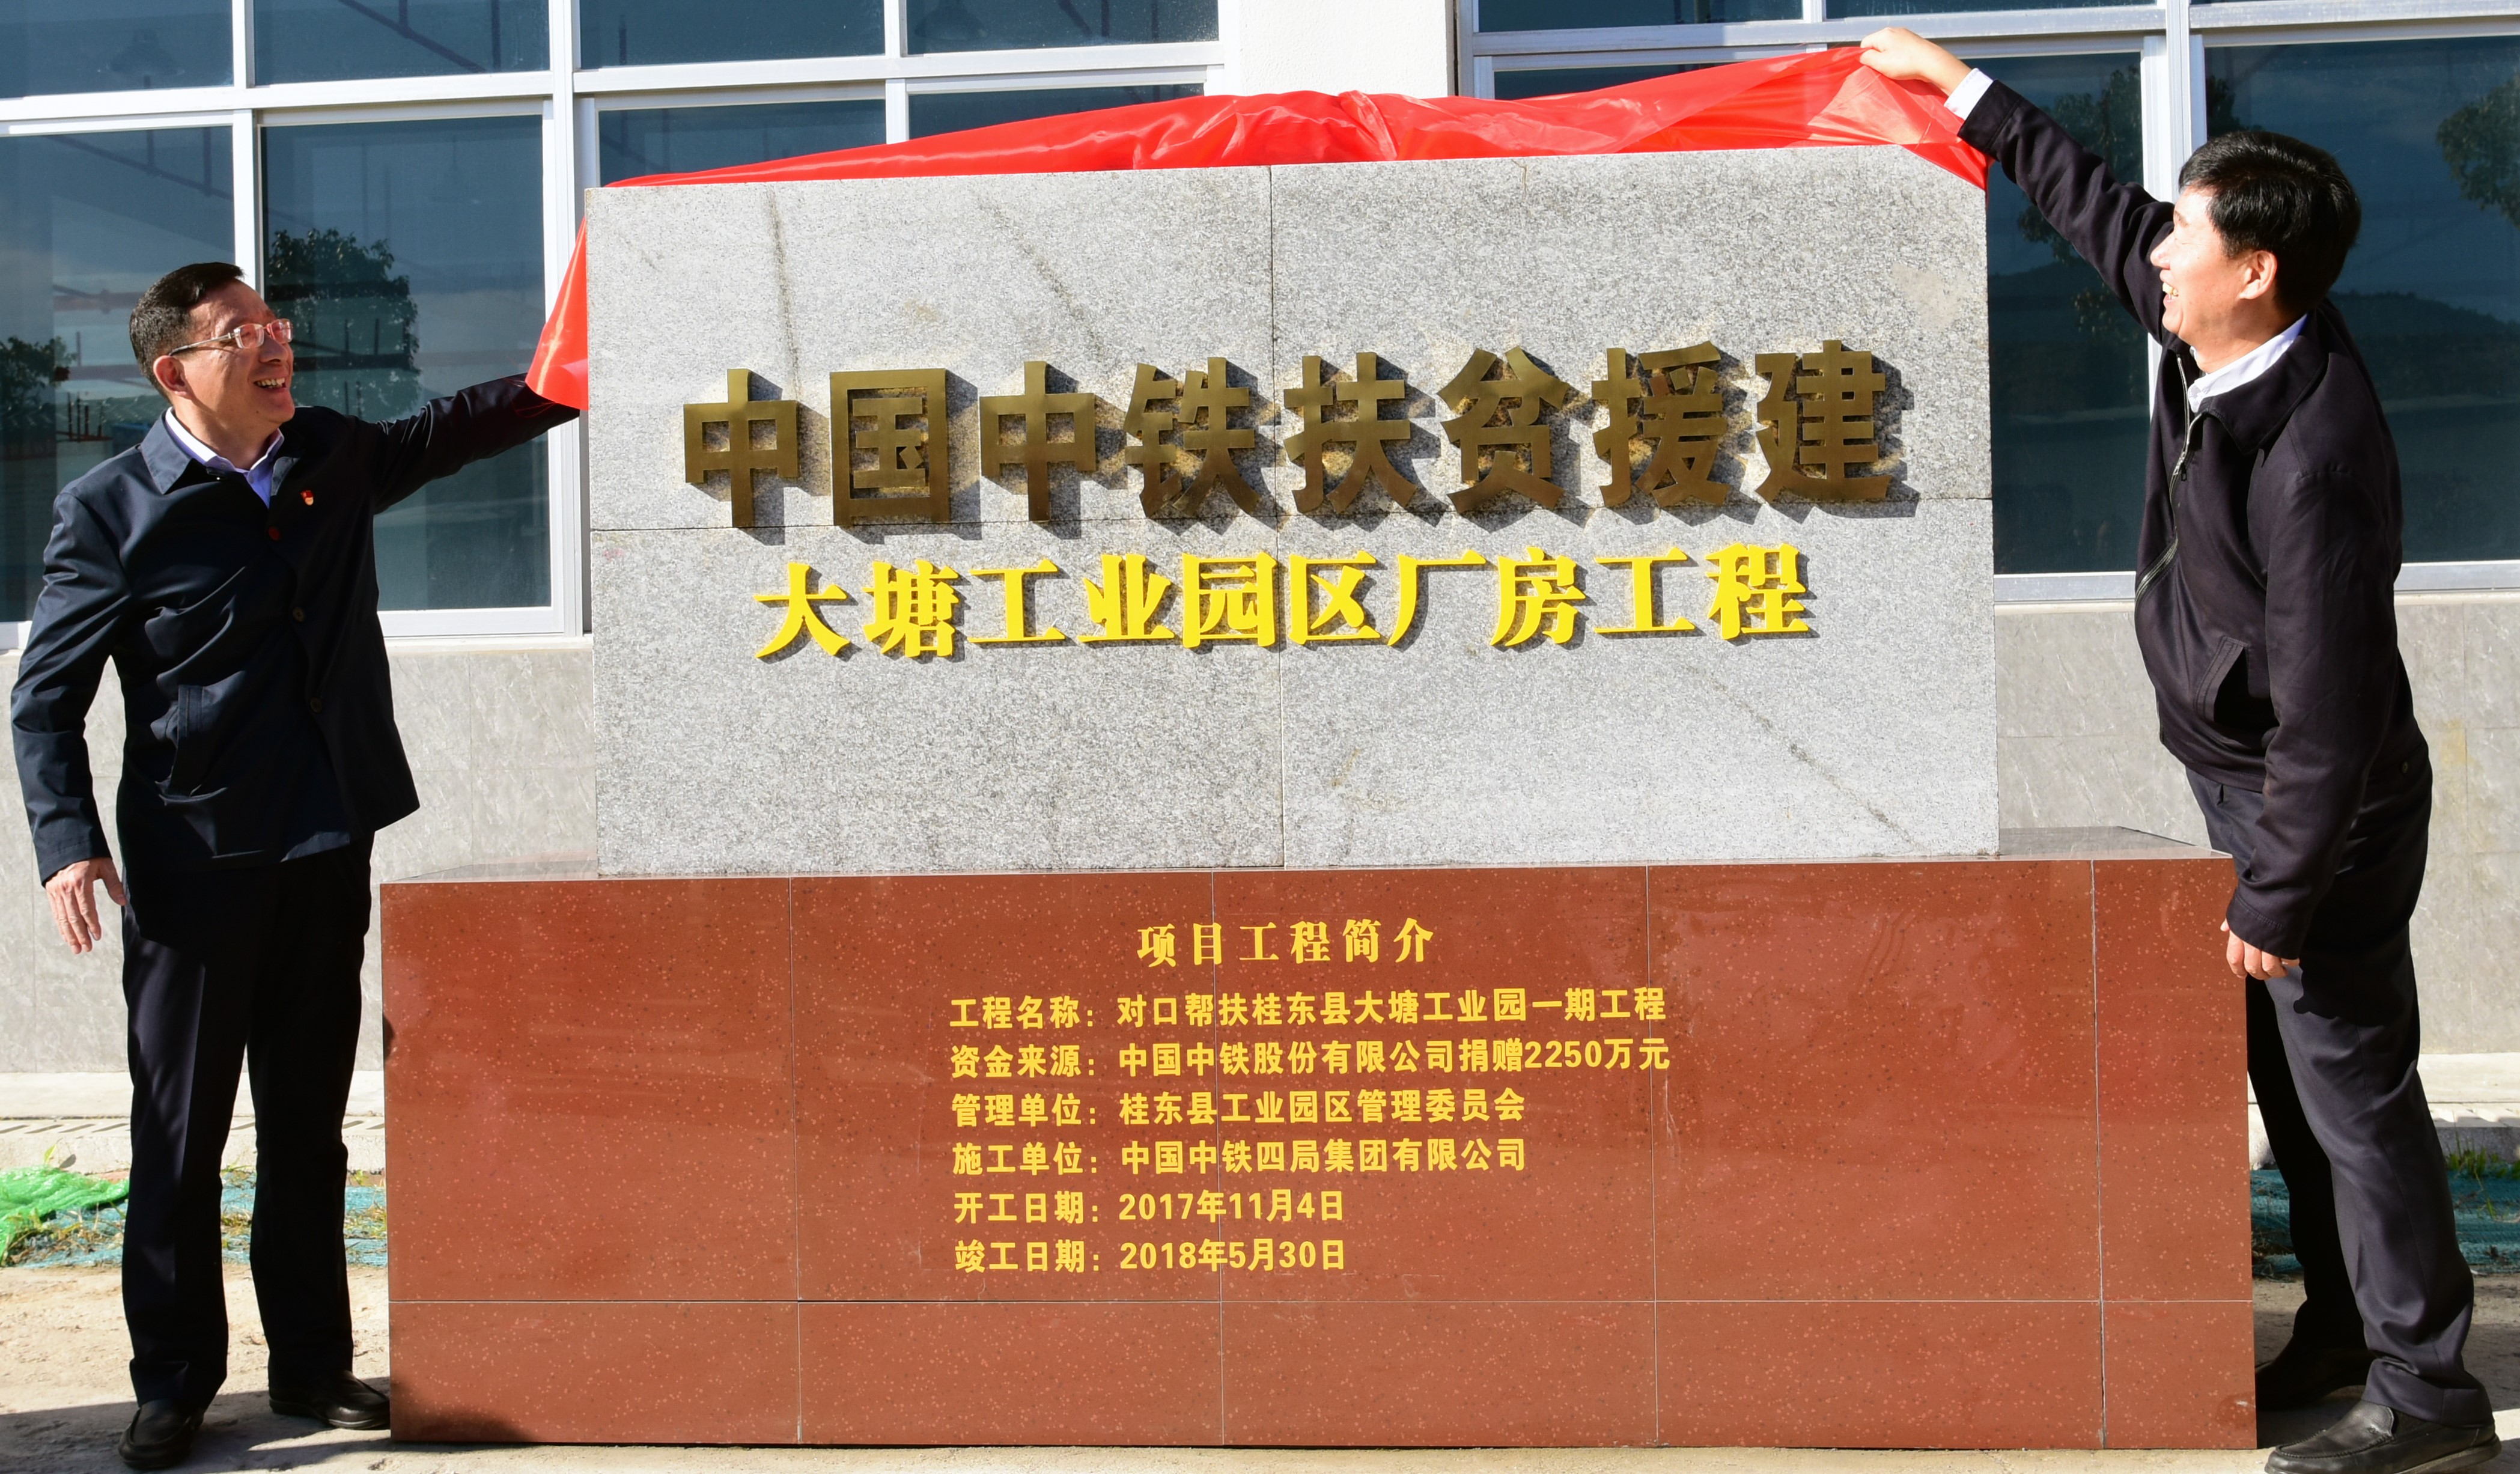 中国中铁扶贫援建
大塘工业园区厂房工程
项目工程简介
工程名称：对口帮扶桂东县大塘工业园一期工程
资金来源：中国中铁股份有限公司捐赠2250万元
管理单位：桂东县工业园区管理委员会
施工单位：中国中铁四局集团有限公司
开工日期：2017年11月4日
竣工日期：2018年5月30日